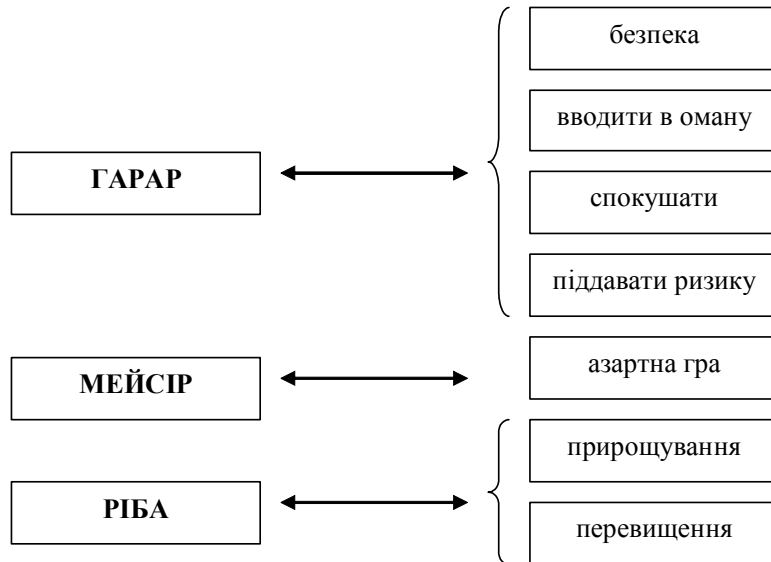 ГАРАР
безпека
вводити в оману
спокушати
піддавати ризику
МЕЙСІР
азартна гра
РІБА
прирощування
перевищення